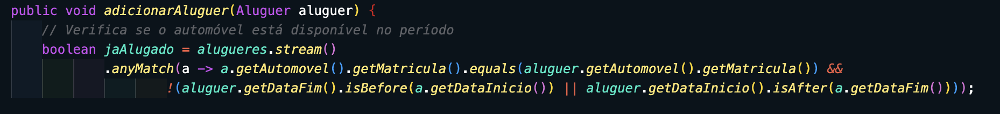 public void adicionarAluguer(Aluguer aluguer) {
// Verifica se o automóvel está disponível no período
boolean jaAlugado = alugueres.stream()
.anyMatch(a -> a.getAutomovel().getMatricula().equals(aluguer.getAutomovel().getMatricula()) &&
!(aluguer.getDataFim().isBefore(a.getDataInicio()) || aluguer.getDataInicio().isAfter(a.getDataFim())));